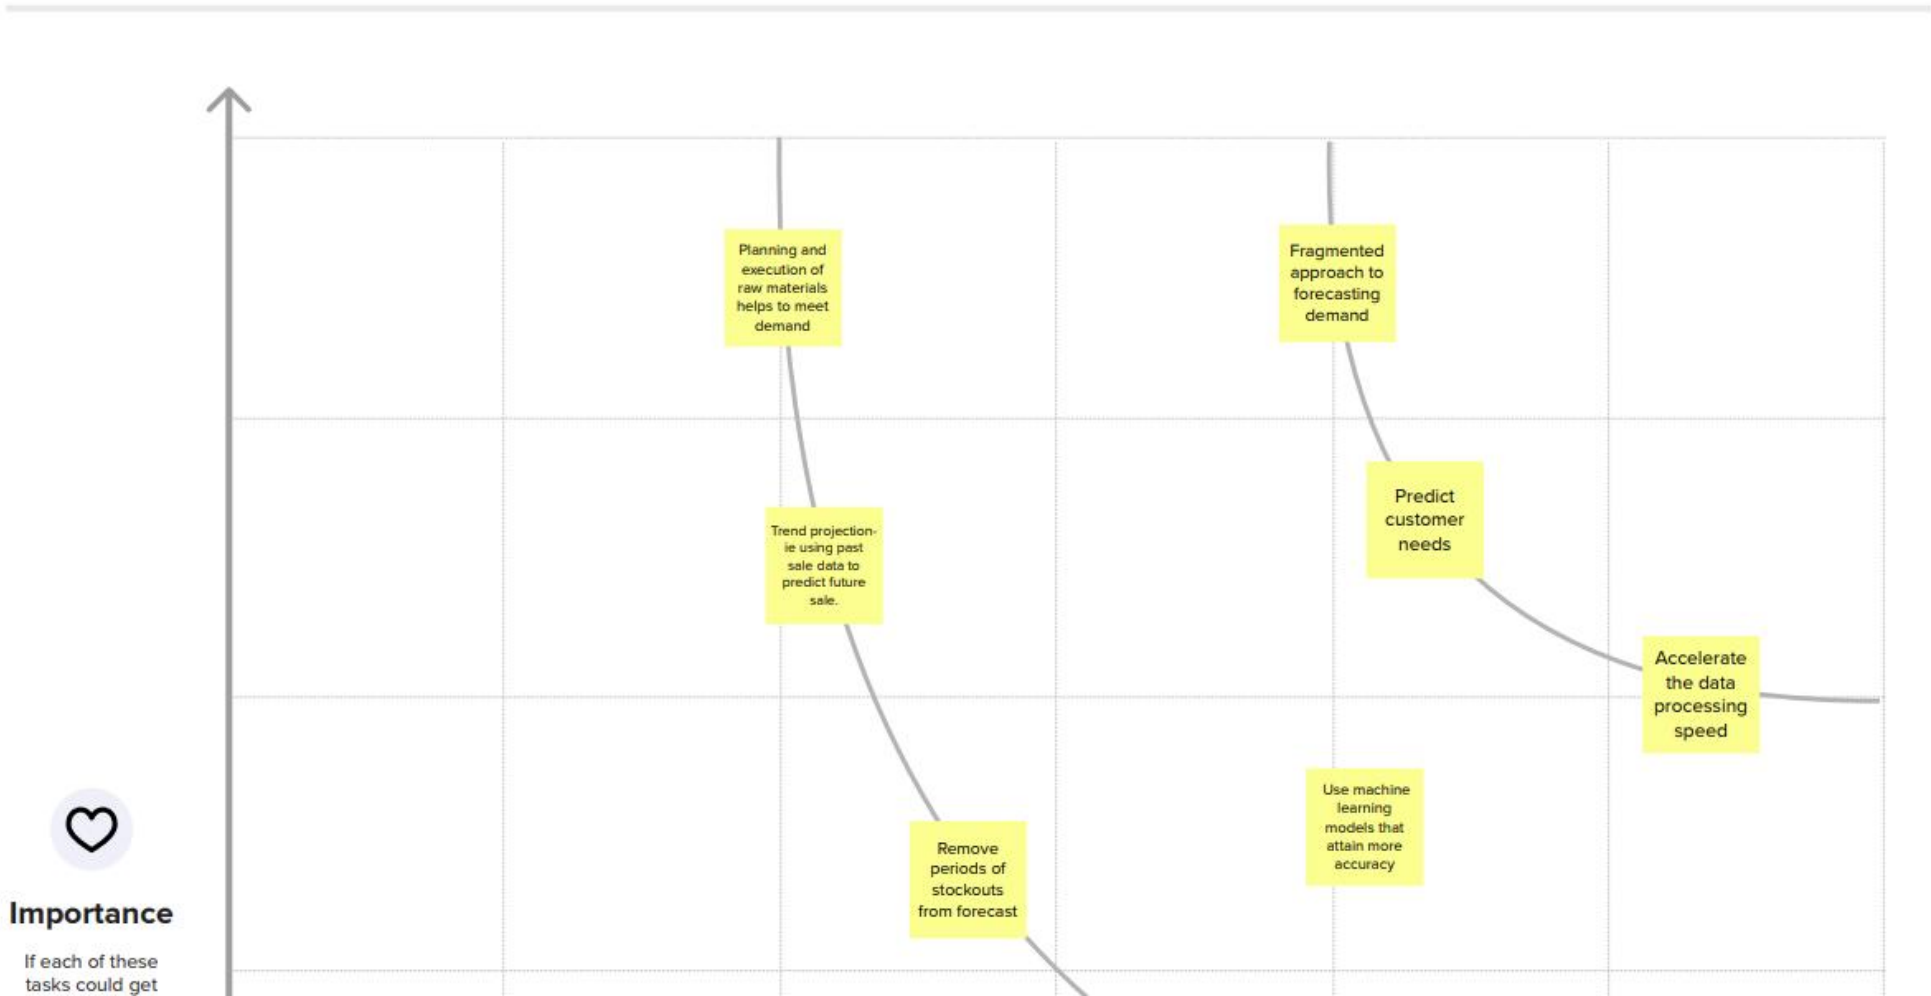 Planning and
execution of
raw materials
helps to meet
demand
Fragmented
approach to
forecasting
demand
Predict
customer
needs
Trend projection-
ie using past
sale data to
predict future
sale.
Accelerate
the data
processing
speed
Use machine
learning
models that
attain more
accuracy
Remove
periods of
stockouts
from forecast
Importance
If each of these
tasks could get